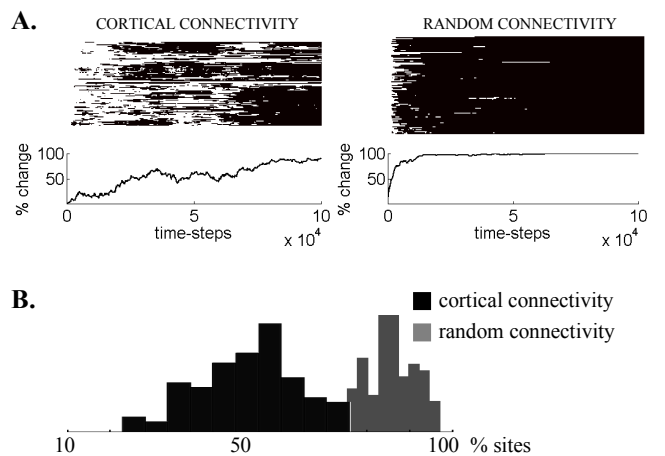 A.
CORTICAL CONNECTIVITY
RANDOM CONNECTIVITY
% change
100
50
0
5
10
time-steps
x 10^4
% change
100
50
0
5
10
time-steps
x 10^4
B.
cortical connectivity
random connectivity
10
50
100
% sites